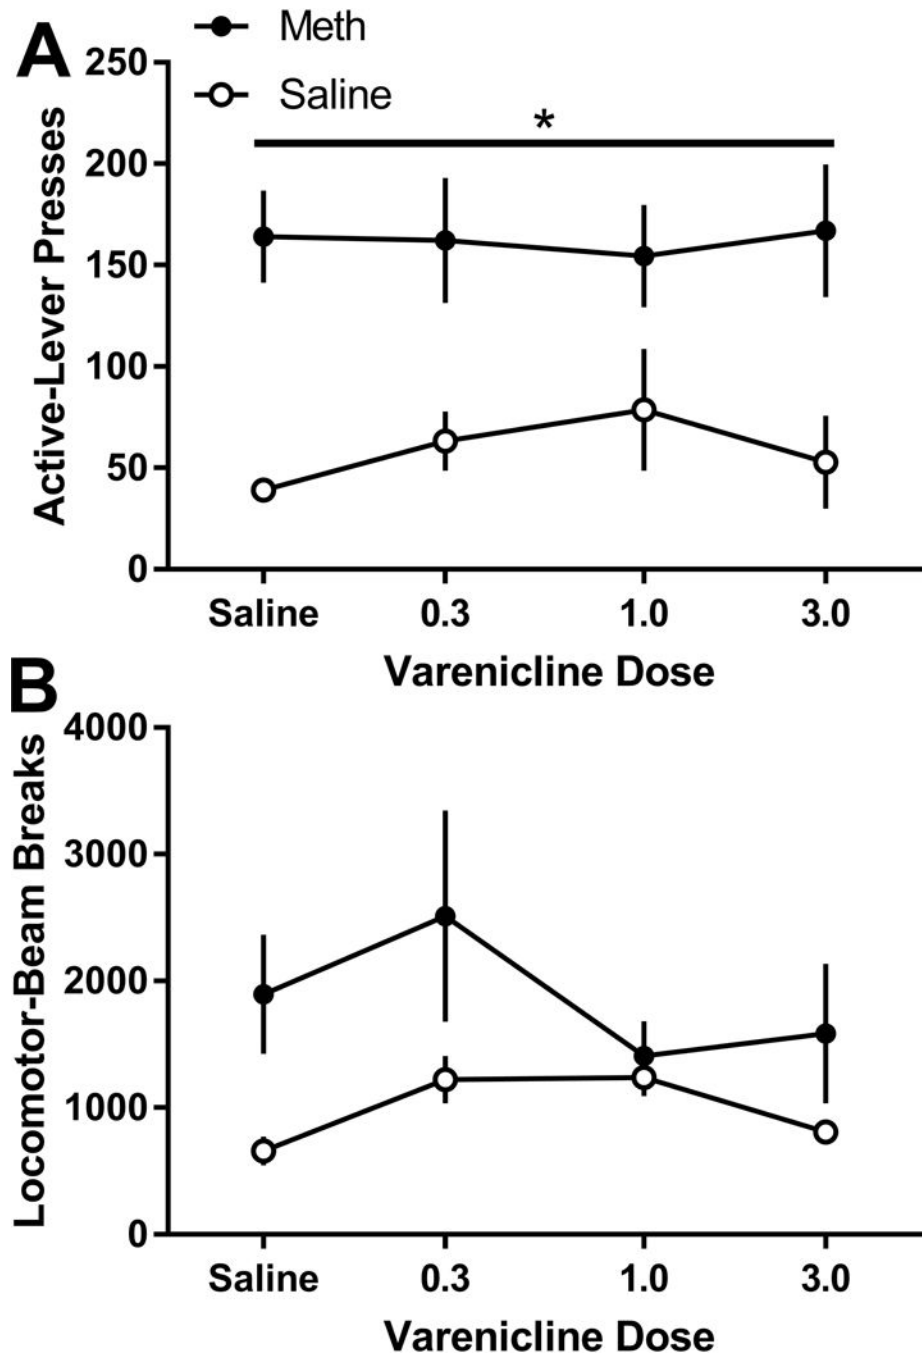 A
Meth
Saline
*
Active-Lever Presses
250
200
150
100
50
0
Saline 0.3 1.0 3.0
Varenicline Dose
B
Locomotor-Beam Breaks
4000
3000
2000
1000
0
Saline 0.3 1.0 3.0
Varenicline Dose